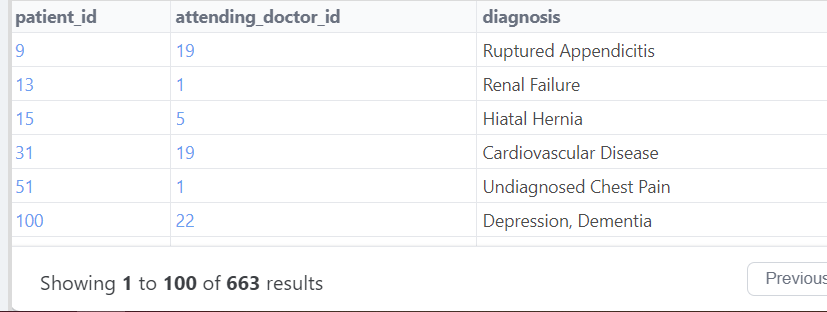 patient_id attending_doctor_id diagnosis
9 19 Ruptured Appendicitis
13 1 Renal Failure
15 5 Hiatal Hernia
31 19 Cardiovascular Disease
51 1 Undiagnosed Chest Pain
100 22 Depression, Dementia
Showing 1 to 100 of 663 results
Previous